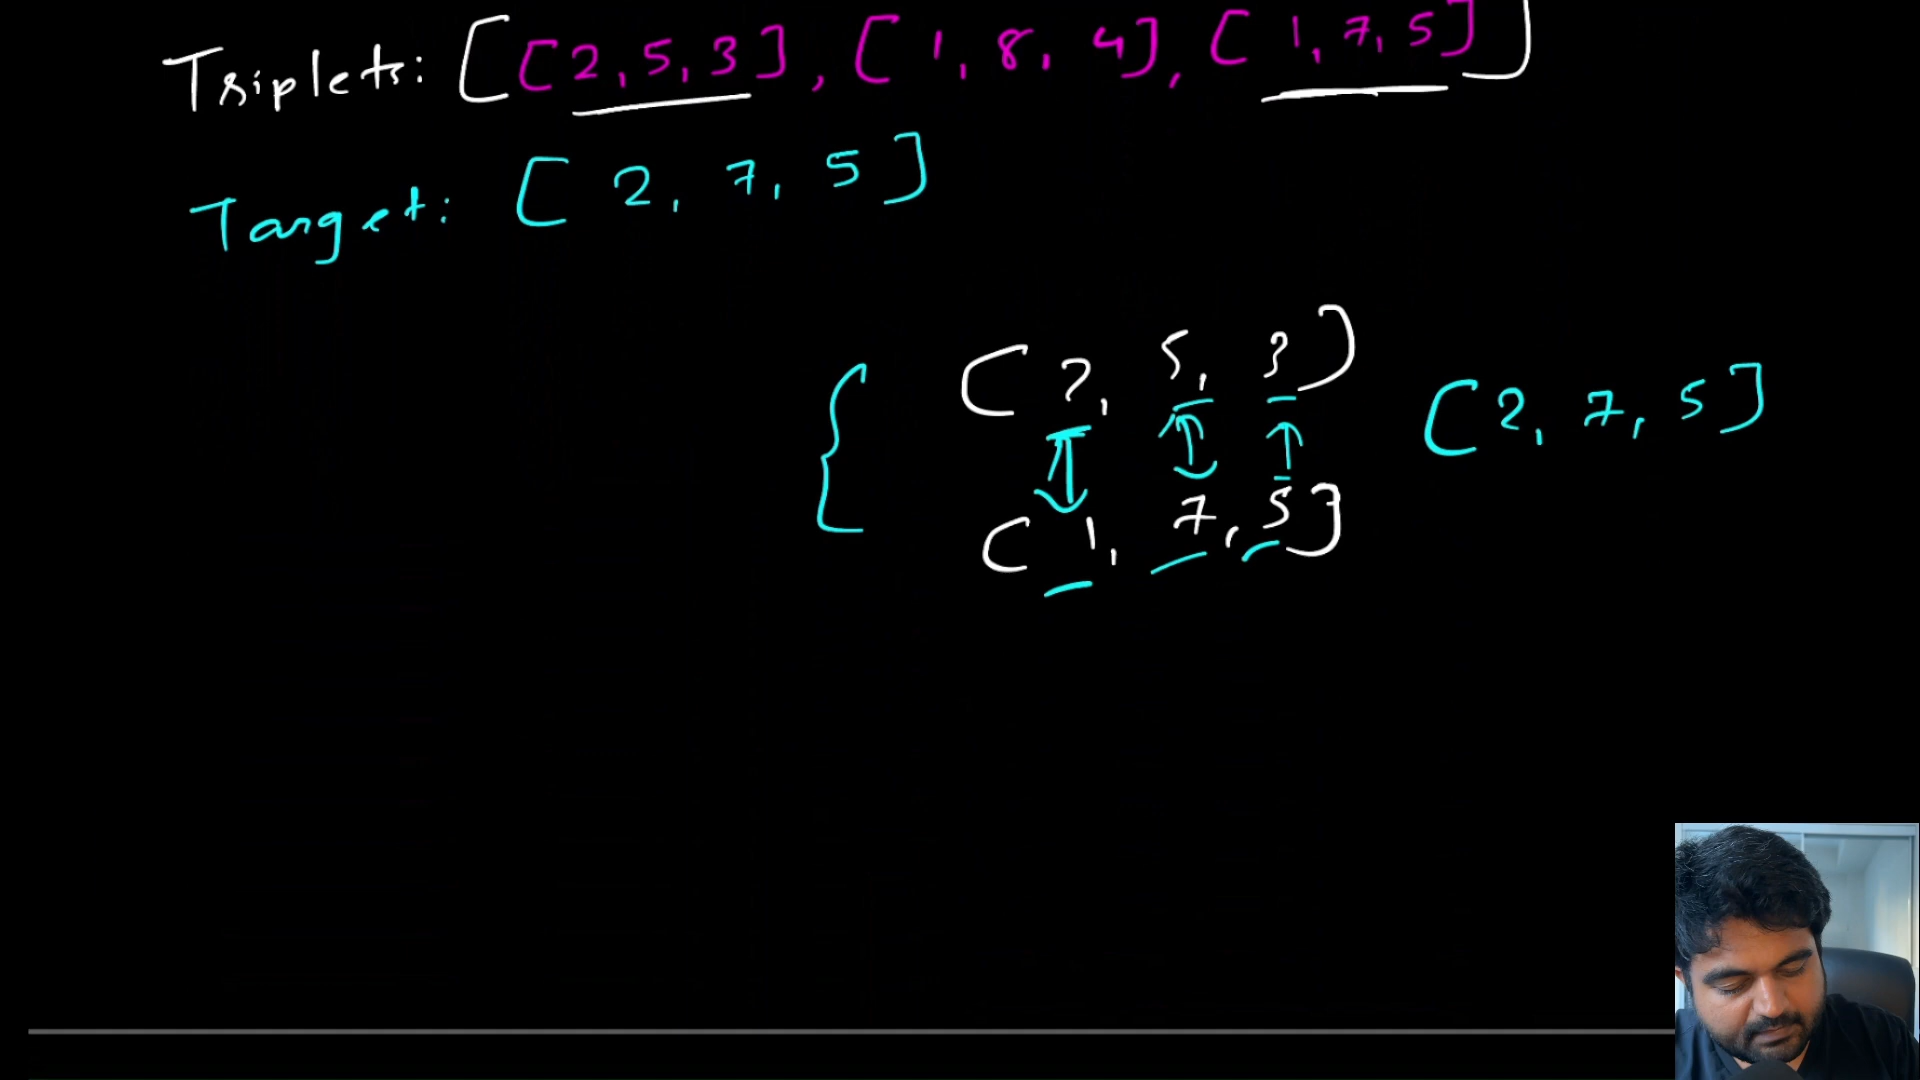 Triplets: [[2,5,3], [1,8,4], [1,7,5]]
Target: [2,7,5]
[2,5,3] [2,7,5]
[1,7,5]